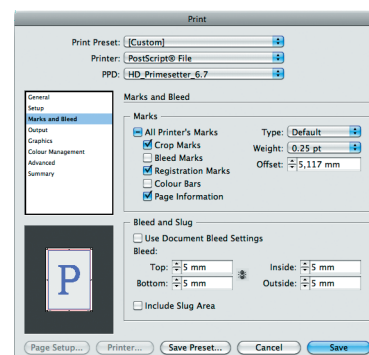 Print
Print Preset: [Custom]
Printer: PostScript® File
PPD: HD_Primesetter_6.7
General
Setup
Marks and Bleed
Output
Graphics
Colour Management
Advanced
Summary
Marks and Bleed
Marks
All Printer's Marks
Crop Marks
Bleed Marks
Registration Marks
Colour Bars
Page Information
Type: Default
Weight: 0.25 pt
Offset: 5,117 mm
Bleed and Slug
Use Document Bleed Settings
Bleed:
Top: 5 mm
Bottom: 5 mm
Inside: 5 mm
Outside: 5 mm
Include Slug Area
P
Page Setup... Printer... Save Preset... Cancel Save